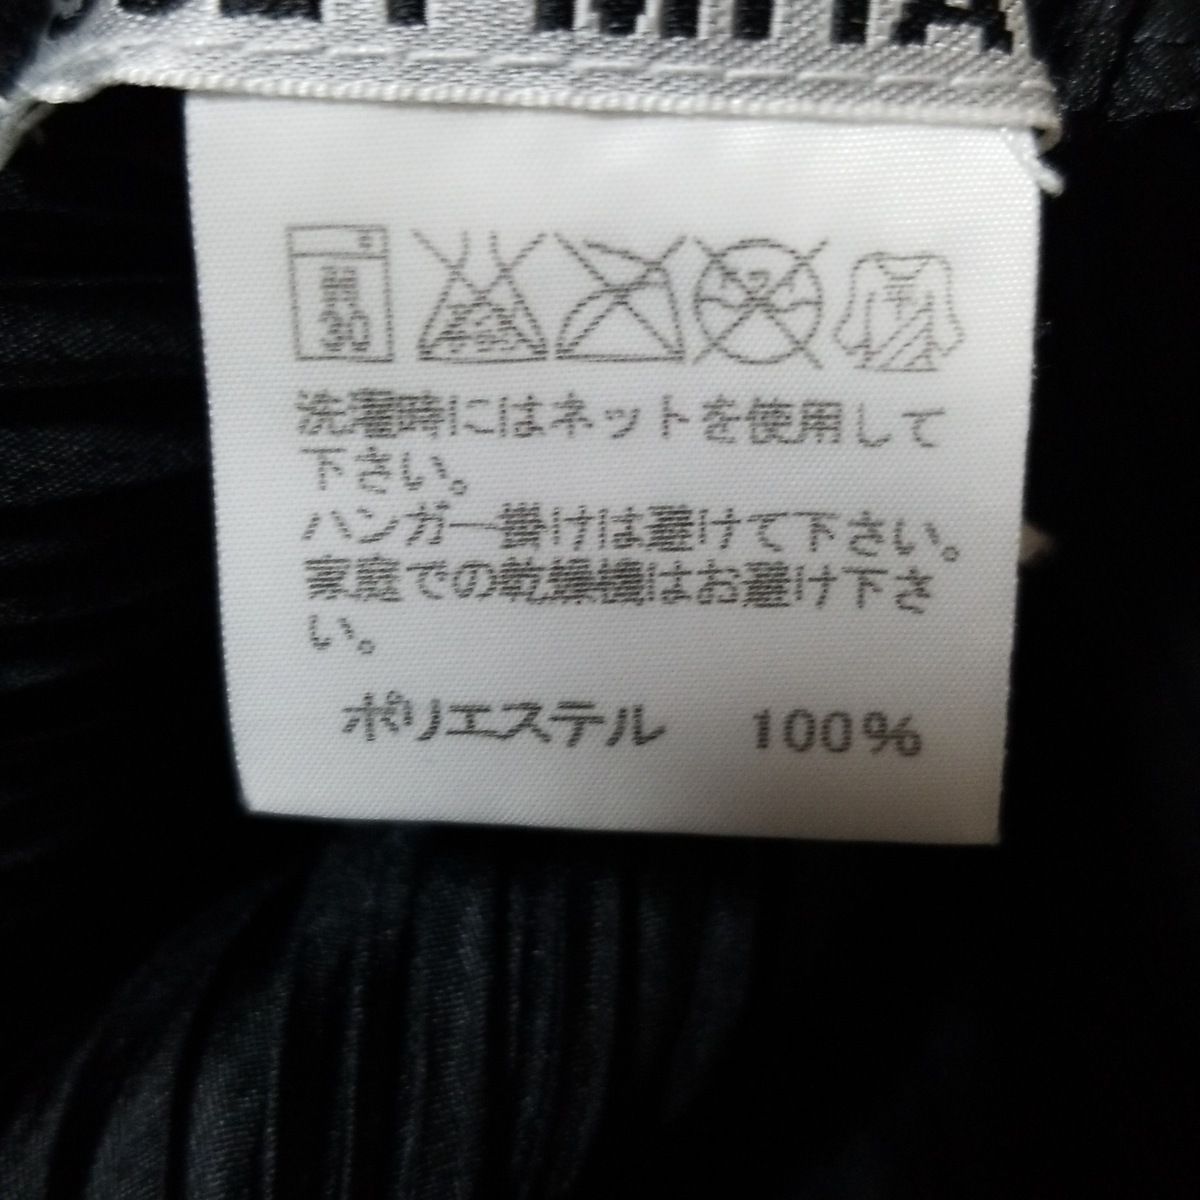 弱
30
洗濯時にはネットを使用して
下さい。
ハンガー掛けは避けて下さい。
家庭での乾燥機はお避け下さ
い。
ポリエステル 100%